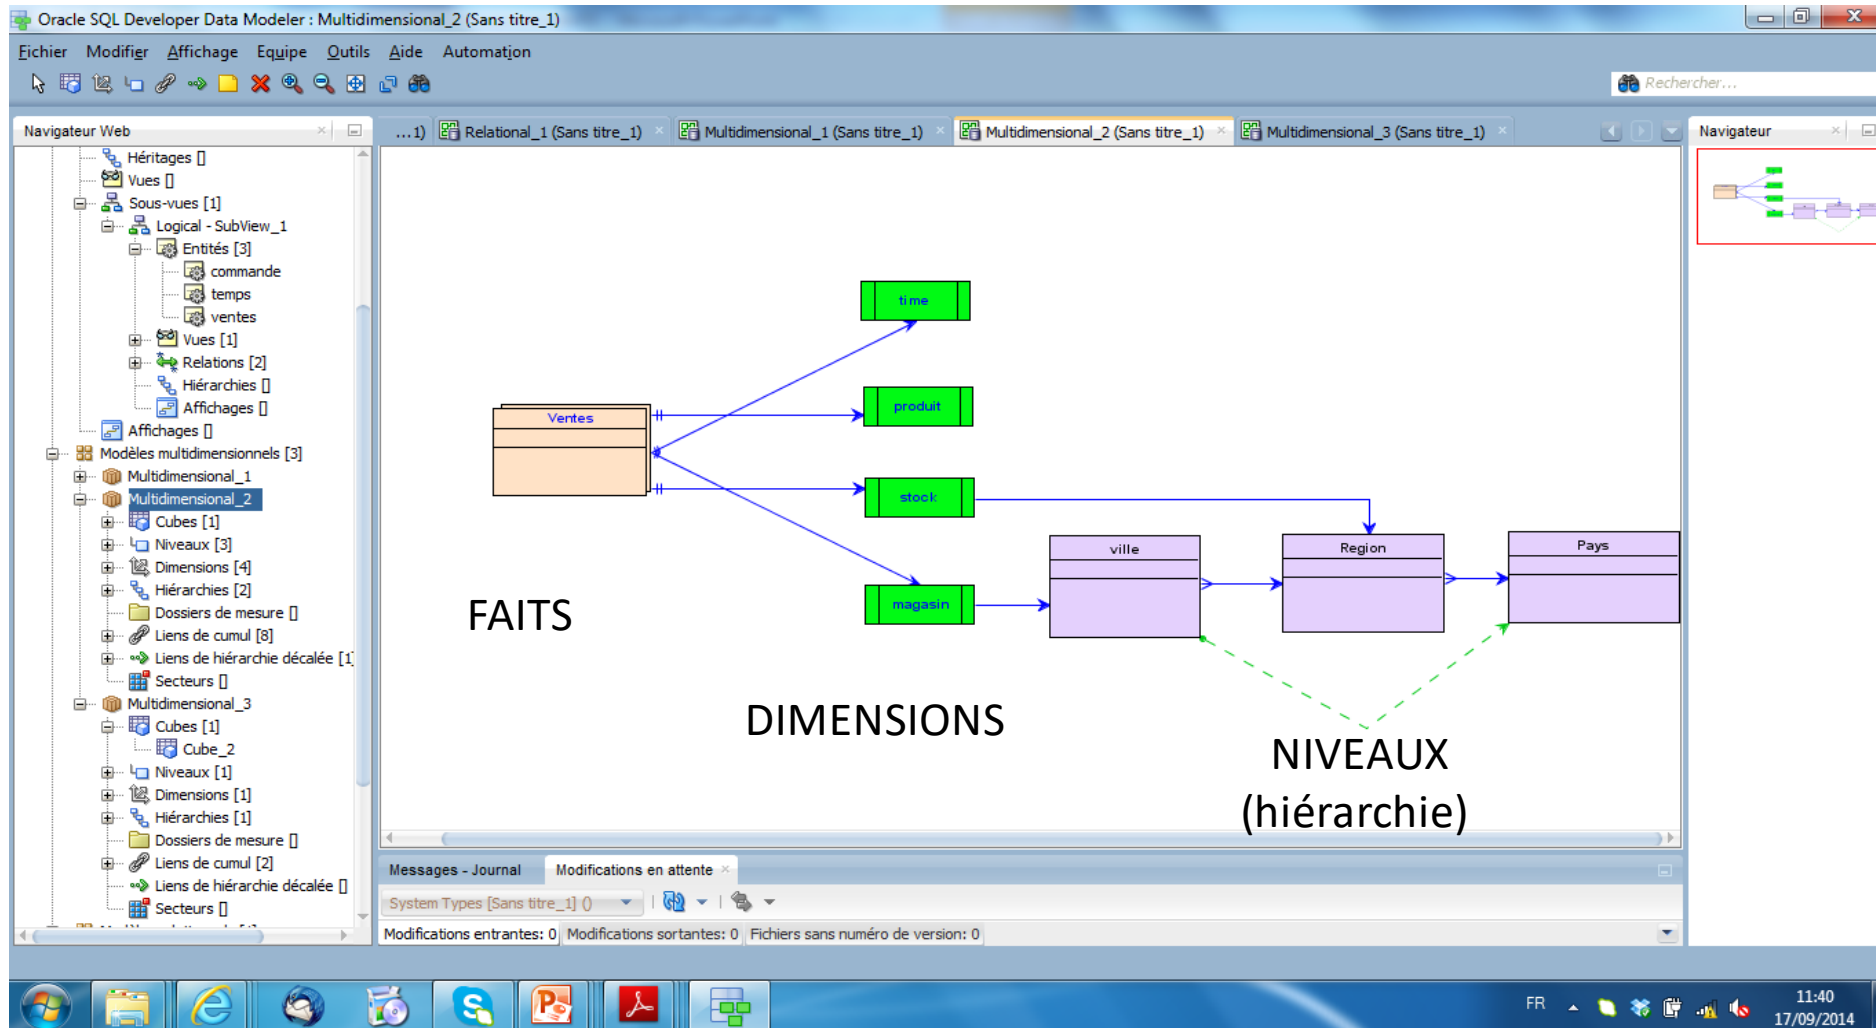 Oracle SQL Developer Data Modeler : Multidimensional_2 (Sans titre_1)
Fichier Modifier Affichage Equipe Outils Aide Automation
Rechercher...
Navigateur Web
Héritages []
Vues []
Sous-vues [1]
Logical - SubView_1
Entités [3]
commande
temps
ventes
Vues [1]
Relations [2]
Hiérarchies []
Affichages []
Affichages []
Modèles multidimensionnels [3]
Multidimensional_1
Multidimensional_2
Cubes [1]
Niveaux [3]
Dimensions [4]
Hiérarchies [2]
Dossiers de mesure []
Liens de cumul [8]
Liens de hiérarchie décalée [1]
Secteurs []
Multidimensional_3
Cubes [1]
Cube_2
Niveaux [1]
Dimensions [1]
Hiérarchies [1]
Dossiers de mesure []
Liens de cumul [2]
Liens de hiérarchie décalée []
Secteurs []
...1) Relational_1 (Sans titre_1) Multidimensional_1 (Sans titre_1) Multidimensional_2 (Sans titre_1) Multidimensional_3 (Sans titre_1)
time
produit
Ventes
stock
ville Region Pays
magasin
FAITS
DIMENSIONS
NIVEAUX
(hiérarchie)
Messages - Journal Modifications en attente
System Types [Sans titre_1] ()
Modifications entrantes: 0 Modifications sortantes: 0 Fichiers sans numéro de version: 0
Navigateur
FR
11:40
17/09/2014